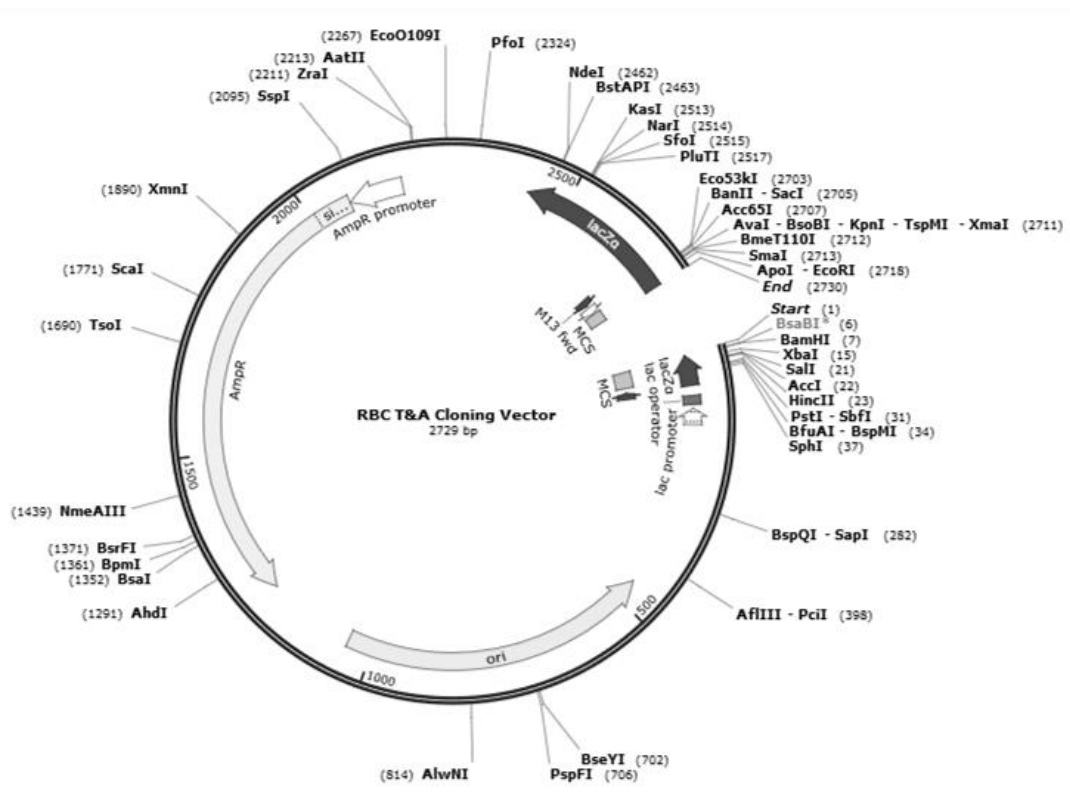 (2267) EcoO109I
(2213) AatII
(2211) ZraI
(2095) SspI
(1890) XmnI
(1771) ScaI
(1690) TsoI
(1439) NmeAIII
(1371) BsrFI
(1361) BpmI
(1352) BsaI
(1291) AhdI
(814) AlwNI
PfoI (2324)
NdeI (2462)
BstAPI (2463)
KasI (2513)
NarI (2514)
SfoI (2515)
PluTI (2517)
Eco53kI (2703)
BanII - SacI (2705)
Acc65I (2707)
AvaI - BsoBI - KpnI - TspMI - XmaI (2711)
BmeT110I (2712)
SmaI (2713)
ApoI - EcoRI (2718)
End (2730)
Start (1)
BsaBI* (6)
BamHI (7)
XbaI (15)
SalI (21)
AccI (22)
HincII (23)
PstI - SbfI (31)
BfuAI - BspMI (34)
SphI (37)
BspQI - SapI (282)
AflIII - PciI (398)
BseYI (702)
PspFI (706)
2500
2000
1500
1000
500
si...
AmpR promoter
AmpR
ori
lacZα
M13 fwd
MCS
MCS
lacZα
lac operator
lac promoter
RBC T&A Cloning Vector
2729 bp